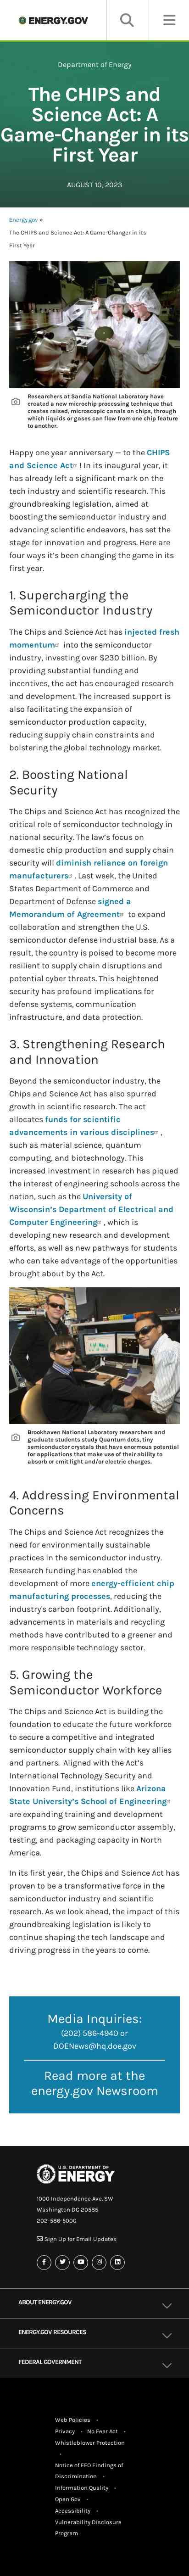 ENERGY.GOV
Department of Energy
The CHIPS and
Science Act: A
Game-Changer in its
First Year
AUGUST 10, 2023
Energy.gov »
The CHIPS and Science Act: A Game-Changer in its
First Year
Researchers at Sandia National Laboratory have
created a new microchip processing technique that
creates raised, microscopic canals on chips, through
which liquids or gasses can flow from one chip feature
to another.
Happy one year anniversary — to the CHIPS
and Science Act ! In its inaugural year, it
has already left a significant mark on the
tech industry and scientific research. This
groundbreaking legislation, aimed at
boosting the domestic semiconductor
industry and advancing scientific
endeavors, has not only spurred economic
growth but has also set the stage for
innovation and progress. Here are
four ways it's been changing the game in its
first year.
1. Supercharging the
Semiconductor Industry
The Chips and Science Act has injected fresh
momentum into the semiconductor
industry, investing over $230 billion. By
providing substantial funding and
incentives, the act has encouraged research
and development. The increased support is
also facilitating the expansion of
semiconductor production capacity,
reducing supply chain constraints and
bolstering the global technology market.
2. Boosting National
Security
The Chips and Science Act has recognized the
critical role of semiconductor technology in
national security. The law's focus on
domestic chip production and supply chain
security will diminish reliance on foreign
manufacturers . Last week, the United
States Departments of Commerce and
Department of Defense signed a
Memorandum of Agreement to expand
collaboration and strengthen the U.S.
semiconductor defense industrial base. As a
result, the country is poised to become more
resilient to supply chain disruptions and
potential cyber threats. This heightened
security has profound implications for
defense systems, communication
infrastructure, and data protection.
3. Strengthening Research
and Innovation
Beyond the semiconductor industry, the
Chips and Science Act has also spurred
growth in scientific research. The act
allocates funds for scientific
advancements in various disciplines ,
such as material science, quantum
computing, and biotechnology. This
increased investment in research has piqued
the interest of higher education locales across
the nation, such as the University of
Wisconsin's Department of Electrical and
Computer Engineering , which is
developing new research and development
efforts, as well as new pathways for students
who can take advantage of the opportunities
brought about by the Act.
Brookhaven National Laboratory researchers and
graduate students study Quantum dots, tiny
semiconductor crystals that have enormous potential
for applications that make use of their ability to
absorb or emit light and/or electric charges.
4. Addressing Environmental
Concerns
The Chips and Science Act recognizes the
need for environmentally sustainable
practices in the semiconductor industry.
Research funding has enabled the
development of more energy-efficient chip
manufacturing processes, reducing the
industry's carbon footprint. Additionally,
advancements in materials and recycling
methods have contributed to a greener and
more responsible technology sector.
5. Growing the
Semiconductor Workforce
The Chips and Science Act is building the
foundation to educate the future workforce
to secure a competitive and integrated
semiconductor supply chain with key allies
and partners. Aligned with the Act's
International Technology Security and
Innovation Fund, institutions like Arizona
State University's School of Engineering
are expanding training and development
programs to grow semiconductor assembly,
testing, and packaging capacity in North
America.
In its first year, the Chips and Science Act has
proven to be a transformative force in the
semiconductor industry and scientific
research. As we look ahead, the impact of this
groundbreaking legislation is likely to
continue shaping the tech landscape and
driving progress in the years to come.
Media Inquiries:
(202) 586-4940 or
DOENews@hq.doe.gov
Read more at the
energy.gov Newsroom
U.S. DEPARTMENT OF
ENERGY
1000 Independence Ave. SW
Washington DC 20585
202-586-5000
Sign Up for Email Updates
ABOUT ENERGY.GOV
ENERGY.GOV RESOURCES
FEDERAL GOVERNMENT
Web Policies •
Privacy • No Fear Act •
Whistleblower Protection
•
Notice of EEO Findings of
Discrimination •
Information Quality •
Open Gov •
Accessibility •
Vulnerability Disclosure
Program